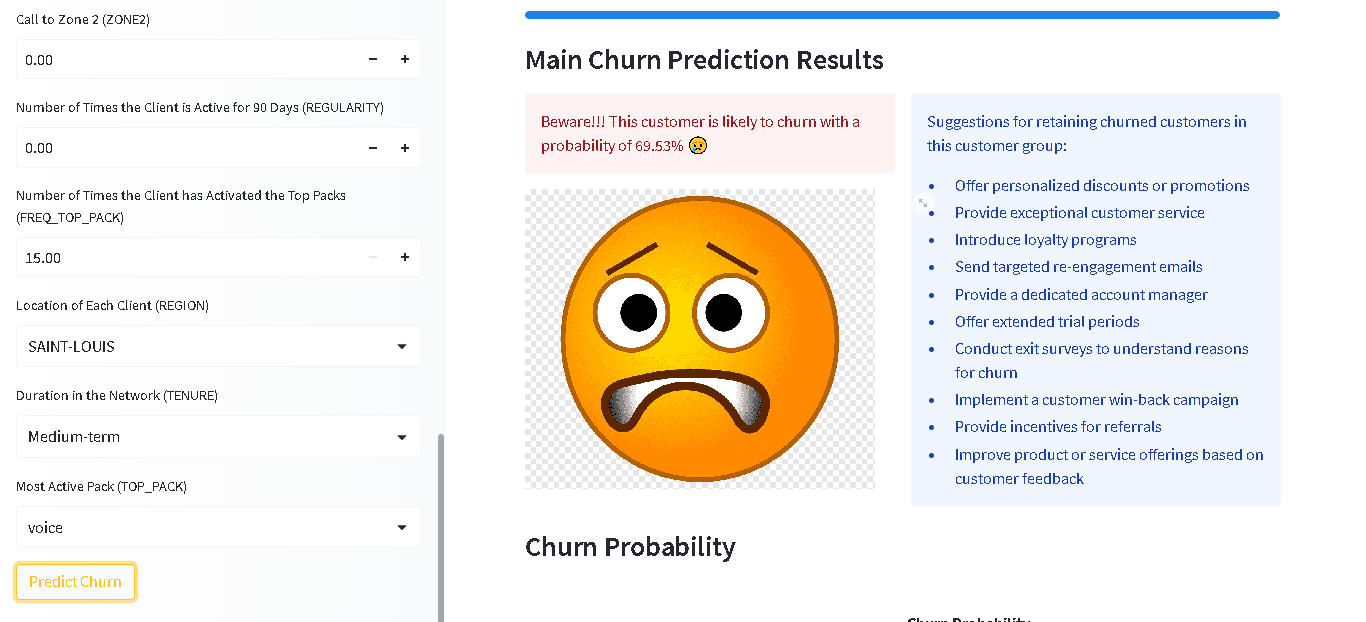 Call to Zone 2 (ZONE2)
0.00
Number of Times the Client is Active for 90 Days (REGULARITY)
0.00
Number of Times the Client has Activated the Top Packs
(FREQ_TOP_PACK)
15.00
Location of Each Client (REGION)
SAINT-LOUIS
Duration in the Network (TENURE)
Medium-term
Most Active Pack (TOP_PACK)
voice
Predict Churn
Main Churn Prediction Results
Beware!!! This customer is likely to churn with a
probability of 69.53% 😢
Suggestions for retaining churned customers in
this customer group:
• Offer personalized discounts or promotions
• Provide exceptional customer service
• Introduce loyalty programs
• Send targeted re-engagement emails
• Provide a dedicated account manager
• Offer extended trial periods
• Conduct exit surveys to understand reasons
for churn
• Implement a customer win-back campaign
• Provide incentives for referrals
• Improve product or service offerings based on
customer feedback
Churn Probability
Churn Probability